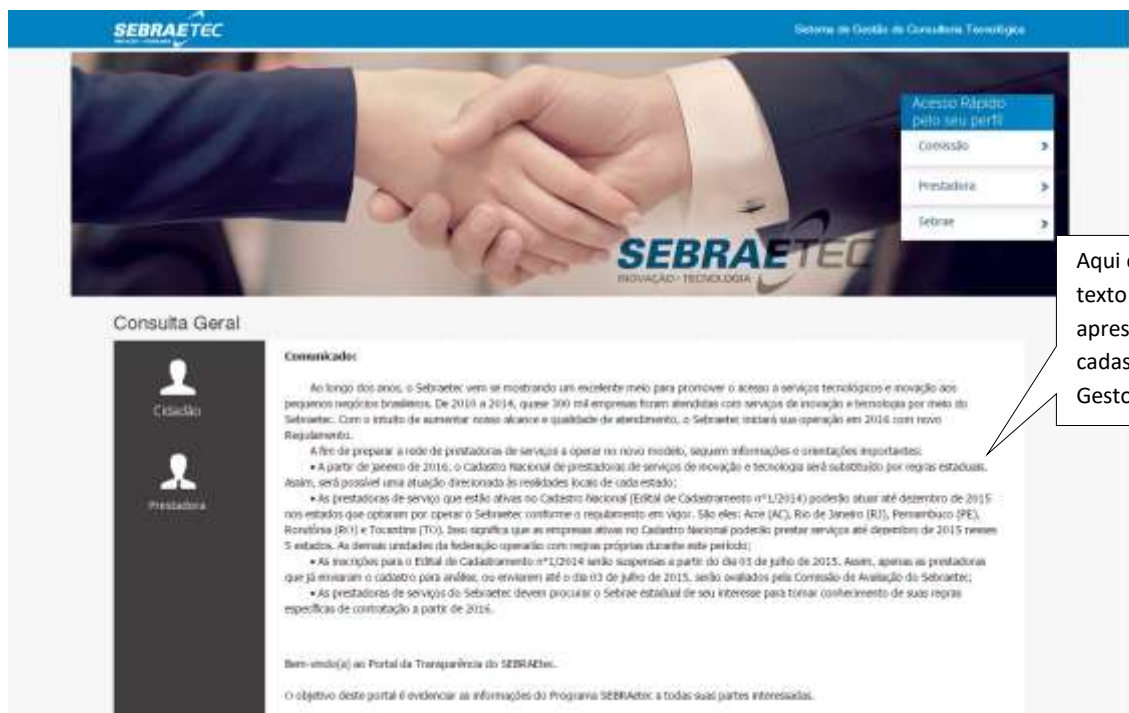 SEBRAETEC
Sistema de Gestão de Consultoria Tecnológica
Acesso Rápido
pelo seu perfil
Comissão
Prestadora
Sebrae
SEBRAETEC
INOVAÇÃO - TECNOLOGIA
Aqui
texto
apres
cadas
Gesto
Consulta Geral
Cidadão
Prestadora
Comunicado:
Ao longo dos anos, o Sebraetec vem se mostrando um excelente meio para promover o acesso a serviços tecnológicos e inovação aos
pequenos negócios brasileiros. De 2010 a 2014, quase 300 mil empresas foram atendidas com serviços de inovação e tecnologia por meio do
Sebraetec. Com o intuito de aumentar nosso alcance e qualidade de atendimento, o Sebraetec iniciará sua operação em 2016 com novo
Regulamento.
A fim de preparar a rede de prestadoras de serviços a operar no novo modelo, seguem informações e orientações importantes:
• A partir de janeiro de 2016, o Cadastro Nacional de prestadoras de serviços de inovação e tecnologia será substituído por regras estaduais.
Assim, será possível uma atuação direcionada às realidades locais de cada estado;
• As prestadoras de serviço que estão ativas no Cadastro Nacional (Edital de Cadastramento nº1/2014) poderão atuar até dezembro de 2015
nos estados que optaram por operar o Sebraetec conforme o regulamento em vigor. São eles: Acre (AC), Rio de Janeiro (RJ), Pernambuco (PE),
Rondônia (RO) e Tocantins (TO). Isso significa que as empresas ativas no Cadastro Nacional poderão prestar serviços até dezembro de 2015 nesses
5 estados. As demais unidades da federação operarão com regras próprias durante este período;
• As inscrições para o Edital de Cadastramento nº1/2014 serão suspensas a partir do dia 03 de julho de 2015. Assim, apenas as prestadoras
que já enviaram o cadastro para análise, ou enviarem até o dia 03 de julho de 2015, serão avaliados pela Comissão de Avaliação do Sebraetec;
• As prestadoras de serviços do Sebraetec devem procurar o Sebrae estadual de seu interesse para tomar conhecimento de suas regras
específicas de contratação a partir de 2016.
Bem-vindo(a) ao Portal da Transparência do SEBRAEtec.
O objetivo deste portal é evidenciar as informações do Programa SEBRAEtec a todas suas partes interessadas.